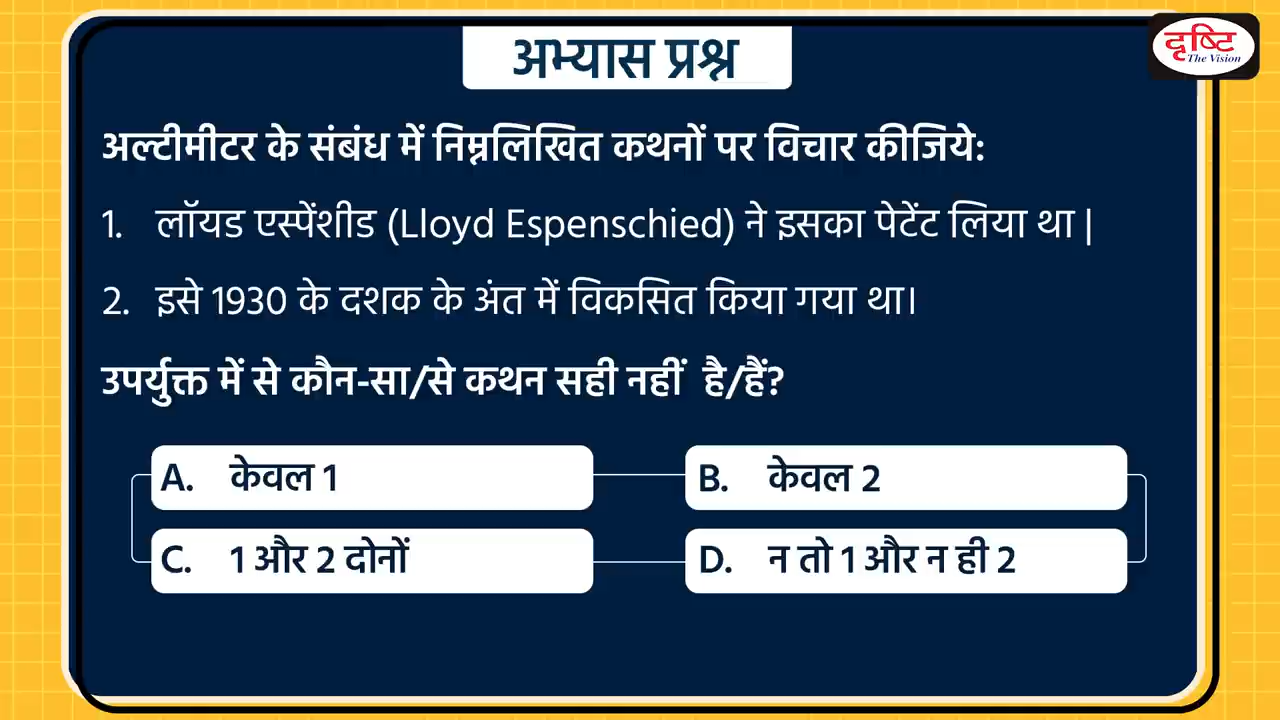 अभ्यास प्रश्न
दृष्टि
The Vision
अल्टीमीटर के संबंध में निम्नलिखित कथनों पर विचार कीजिये:
1. लॉयड एस्पेंशीड (Lloyd Espenschied) ने इसका पेटेंट लिया था |
2. इसे 1930 के दशक के अंत में विकसित किया गया था।
उपर्युक्त में से कौन-सा/से कथन सही नहीं है/हैं?
A. केवल 1
B. केवल 2
C. 1 और 2 दोनों
D. न तो 1 और न ही 2